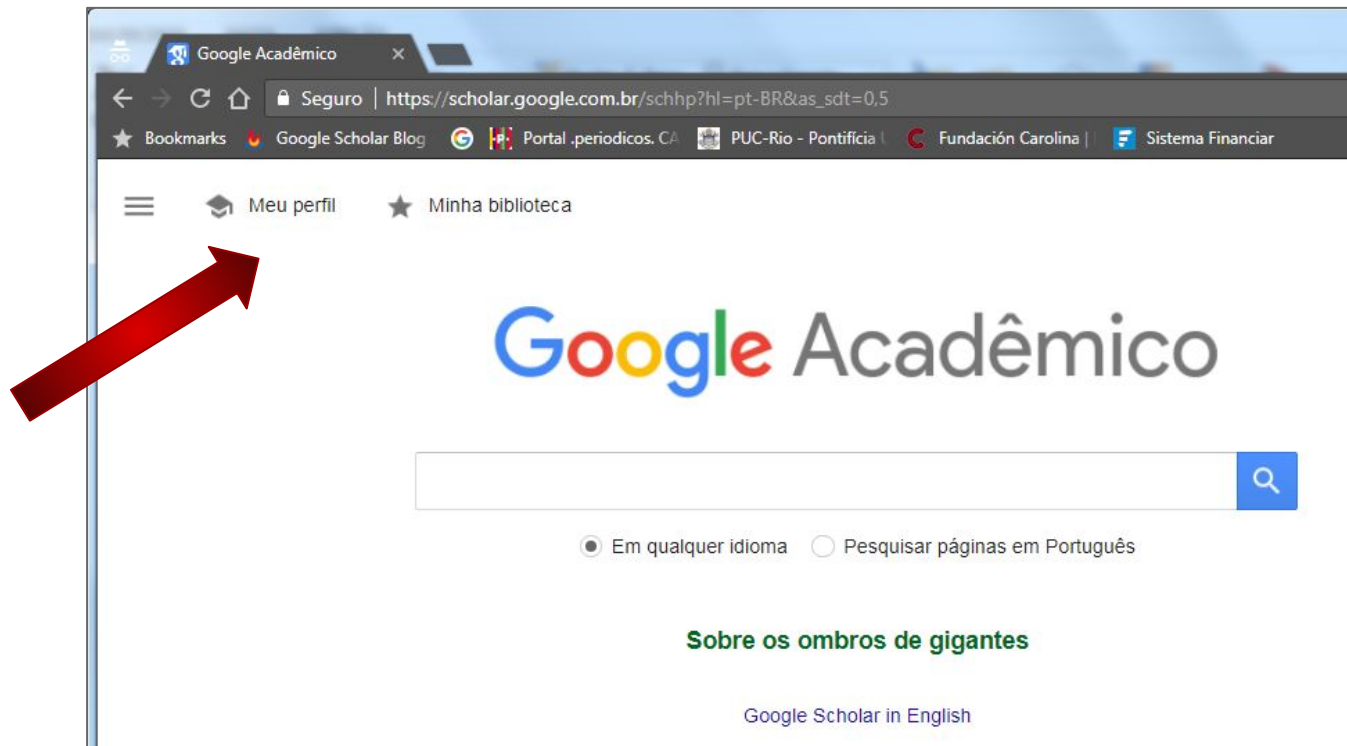 Google Acadêmico
Seguro | https://scholar.google.com.br/schhp?hl=pt-BR&as_sdt=0,5
Bookmarks Google Scholar Blog Portal .periodicos. CA PUC-Rio - Pontifícia Fundación Carolina | Sistema Financiar
Meu perfil Minha biblioteca
Google Acadêmico
Em qualquer idioma Pesquisar páginas em Português
Sobre os ombros de gigantes
Google Scholar in English